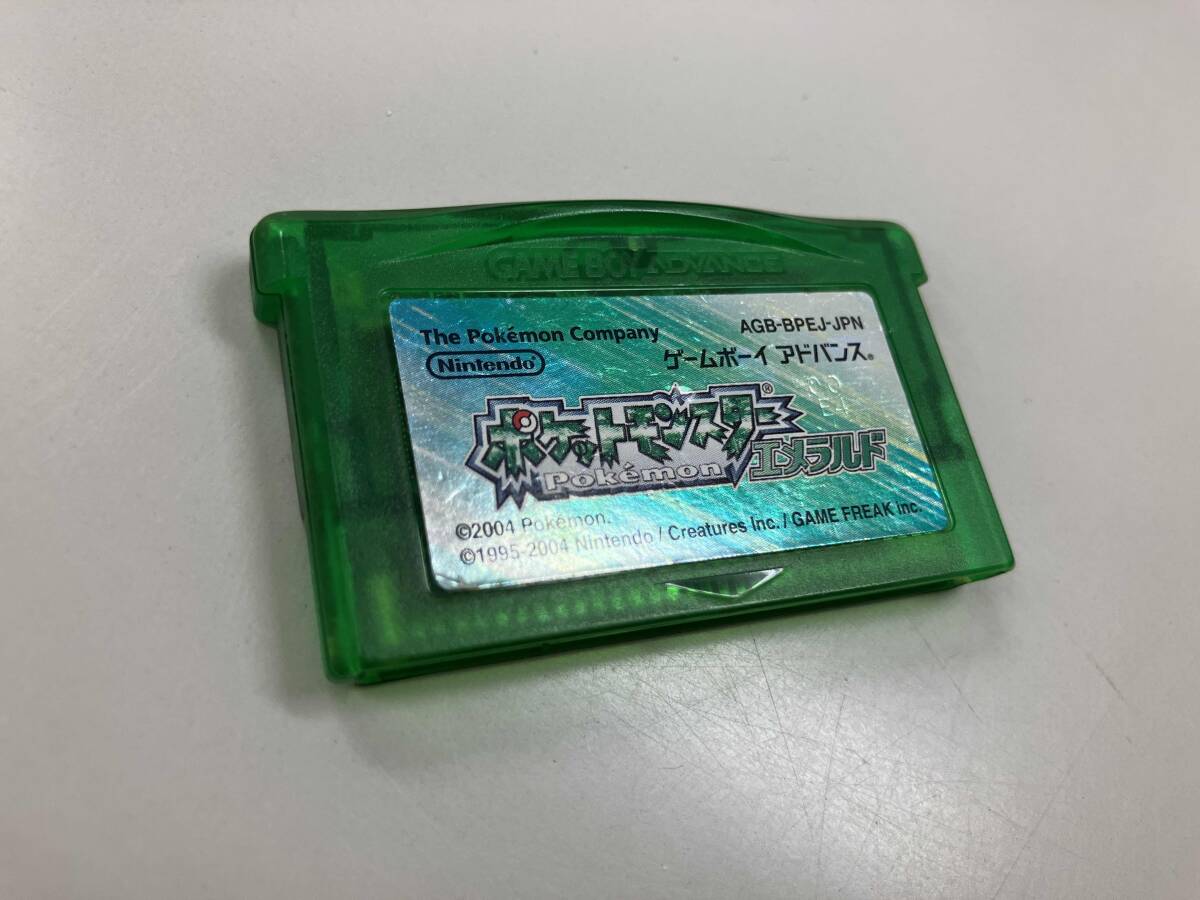 GAME BOY ADVANCE
The Pokémon Company
AGB-BPEJ-JPN
Nintendo
ゲームボーイ アドバンス®
ポケットモンスター®
Pokémon
エメラルド
©2004 Pokémon.
©1995-2004 Nintendo / Creatures Inc. / GAME FREAK inc.